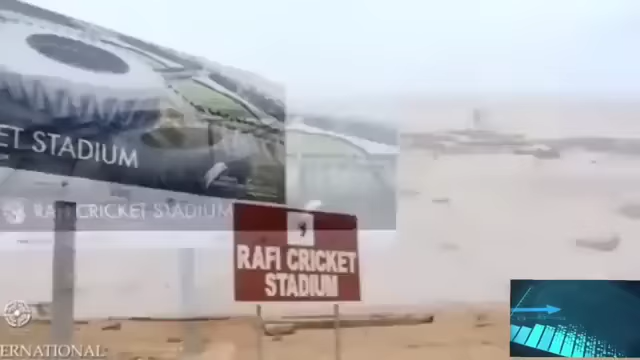 ET STADIUM
RAFI CRICKET STADIUM
RAFI CRICKET
STADIUM
ERNATIONAL